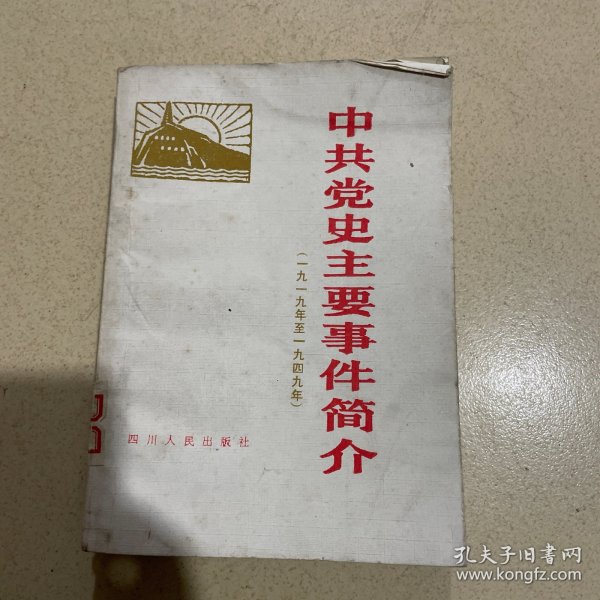 中共党史主要事件简介
（一九一九年至一九四九年）
四川人民出版社
孔夫子旧书网
www.kongfz.com